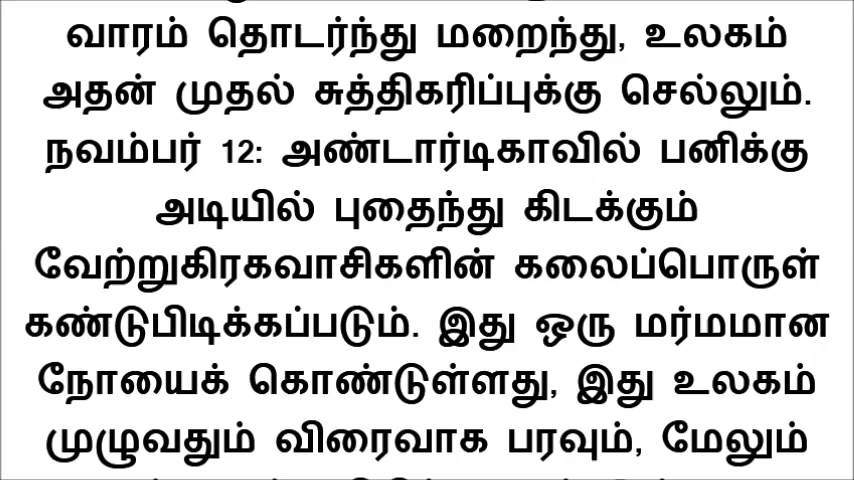 வாரம் தொடர்ந்து மறைந்து, உலகம்
அதன் முதல் சுத்திகரிப்புக்கு செல்லும்.
நவம்பர் 12: அண்டார்டிகாவில் பனிக்கு
அடியில் புதைந்து கிடக்கும்
வேற்றுகிரகவாசிகளின் கலைப்பொருள்
கண்டுபிடிக்கப்படும். இது ஒரு மர்மமான
நோயைக் கொண்டுள்ளது, இது உலகம்
முழுவதும் விரைவாக பரவும், மேலும்